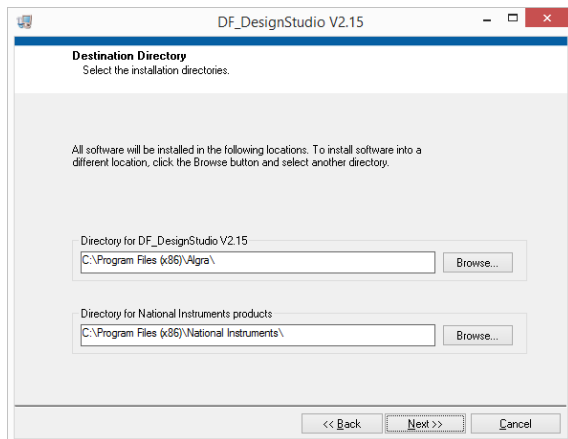 DF_DesignStudio V2.15
Destination Directory
Select the installation directories.
All software will be installed in the following locations. To install software into a
different location, click the Browse button and select another directory.
Directory for DF_DesignStudio V2.15
C:\Program Files (x86)\Algra\
Browse...
Directory for National Instruments products
C:\Program Files (x86)\National Instruments\
Browse...
<< Back
Next >>
Cancel